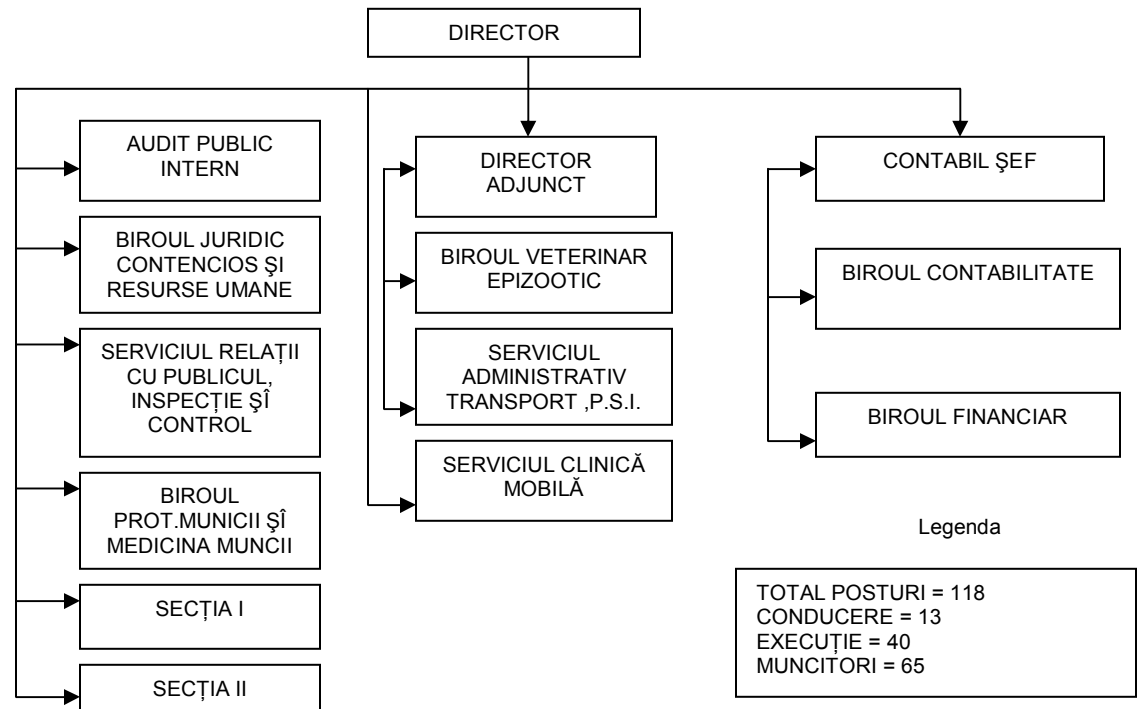 DIRECTOR
AUDIT PUBLIC
INTERN
BIROUL JURIDIC
CONTENCIOS ŞI
RESURSE UMANE
SERVICIUL RELAȚII
CU PUBLICUL,
INSPECȚIE ŞÎ
CONTROL
BIROUL
PROT.MUNICII ŞÎ
MEDICINA MUNCII
SECȚIA I
SECȚIA II
DIRECTOR
ADJUNCT
BIROUL VETERINAR
EPIZOOTIC
SERVICIUL
ADMINISTRATIV
TRANSPORT ,P.S.I.
SERVICIUL CLINICĂ
MOBILĂ
CONTABIL ŞEF
BIROUL CONTABILITATE
BIROUL FINANCIAR
Legenda
TOTAL POSTURI = 118
CONDUCERE = 13
EXECUȚIE = 40
MUNCITORI = 65